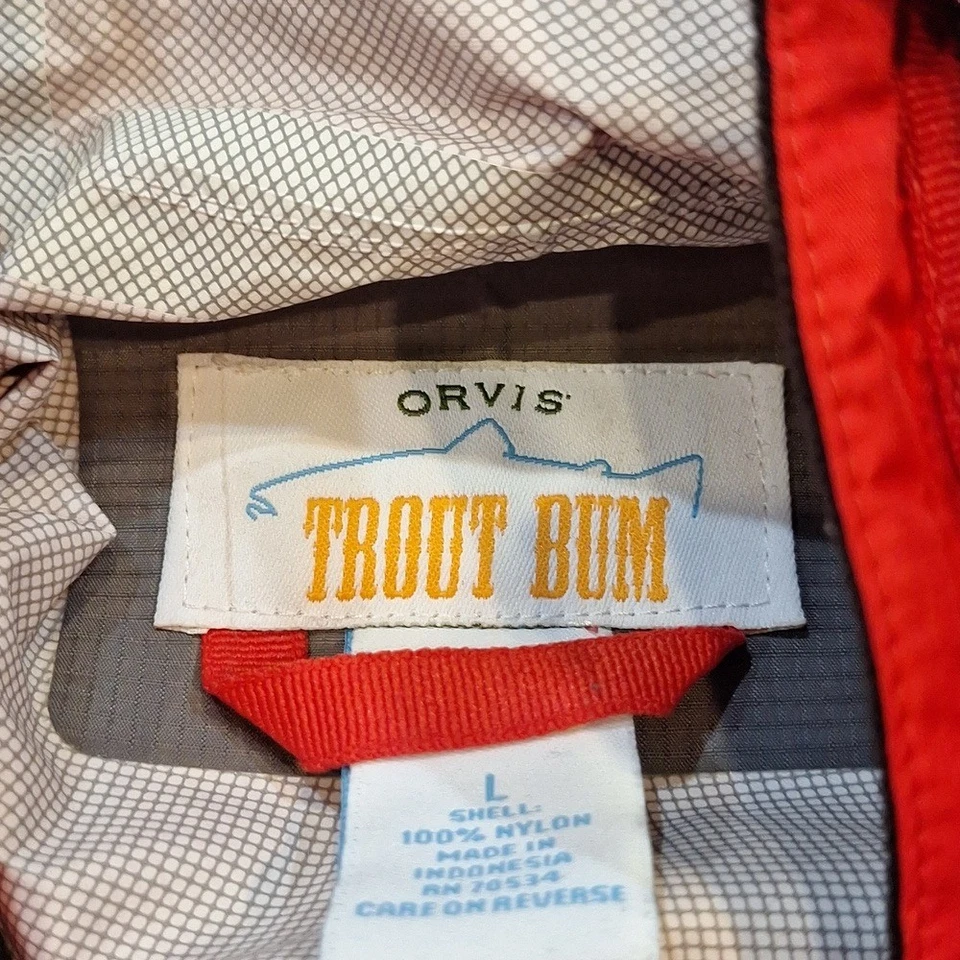 ORVIS
TROUT BUM
L
SHELL:
100% NYLON
MADE IN
INDONESIA
RN 70534
CARE ON REVERSE